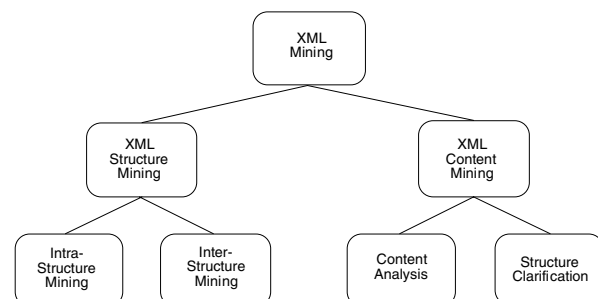 XML
Mining
XML
Structure
Mining
XML
Content
Mining
Intra-
Structure
Mining
Inter-
Structure
Mining
Content
Analysis
Structure
Clarification